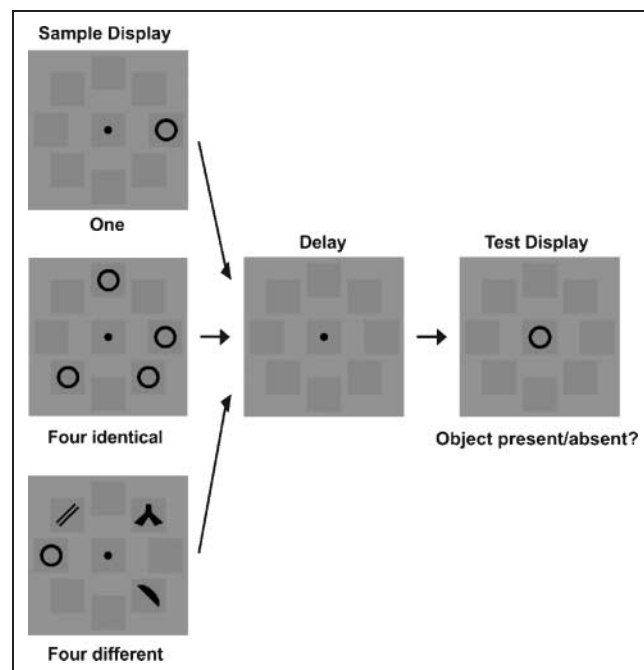 Sample Display
One
Delay
Test Display
Four identical
Object present/absent?
Four different